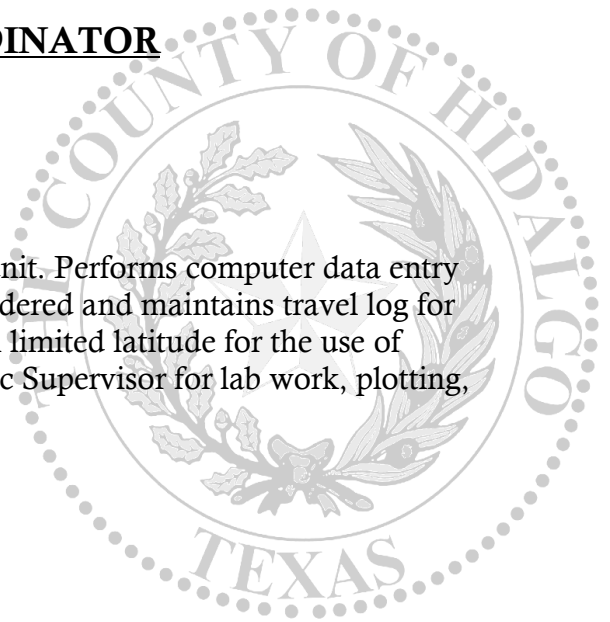 DINATOR
THE COUNTY OF HIDALGO
nit. Performs computer data entry
dered and maintains travel log for
limited latitude for the use of
c Supervisor for lab work, plotting,
TEXAS